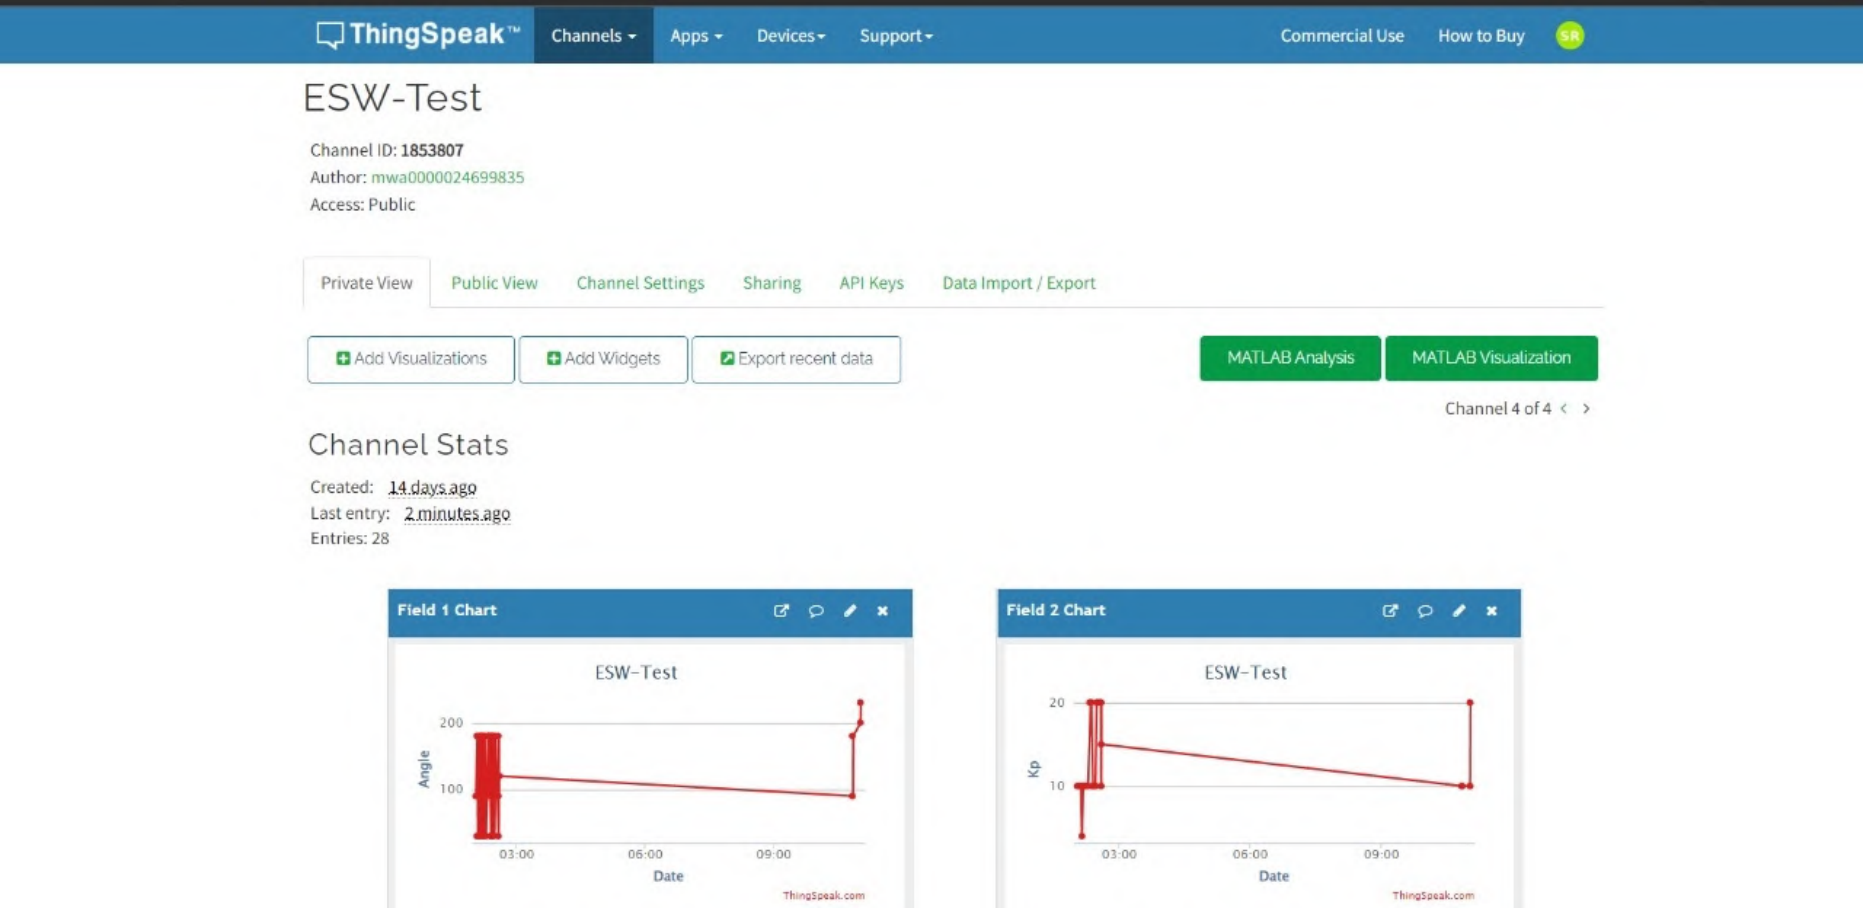 ThingSpeak™ Channels Apps Devices Support Commercial Use How to Buy SR
ESW-Test
Channel ID: 1853807
Author: mwa0000024699835
Access: Public
Private View Public View Channel Settings Sharing API Keys Data Import / Export
Add Visualizations Add Widgets Export recent data MATLAB Analysis MATLAB Visualization
Channel 4 of 4 < >
Channel Stats
Created: 14 days ago
Last entry: 2 minutes ago
Entries: 28
Field 1 Chart
ESW-Test
200
100
Angle
03:00 06:00 09:00
Date
ThingSpeak.com
Field 2 Chart
ESW-Test
20
10
Kp
03:00 06:00 09:00
Date
ThingSpeak.com